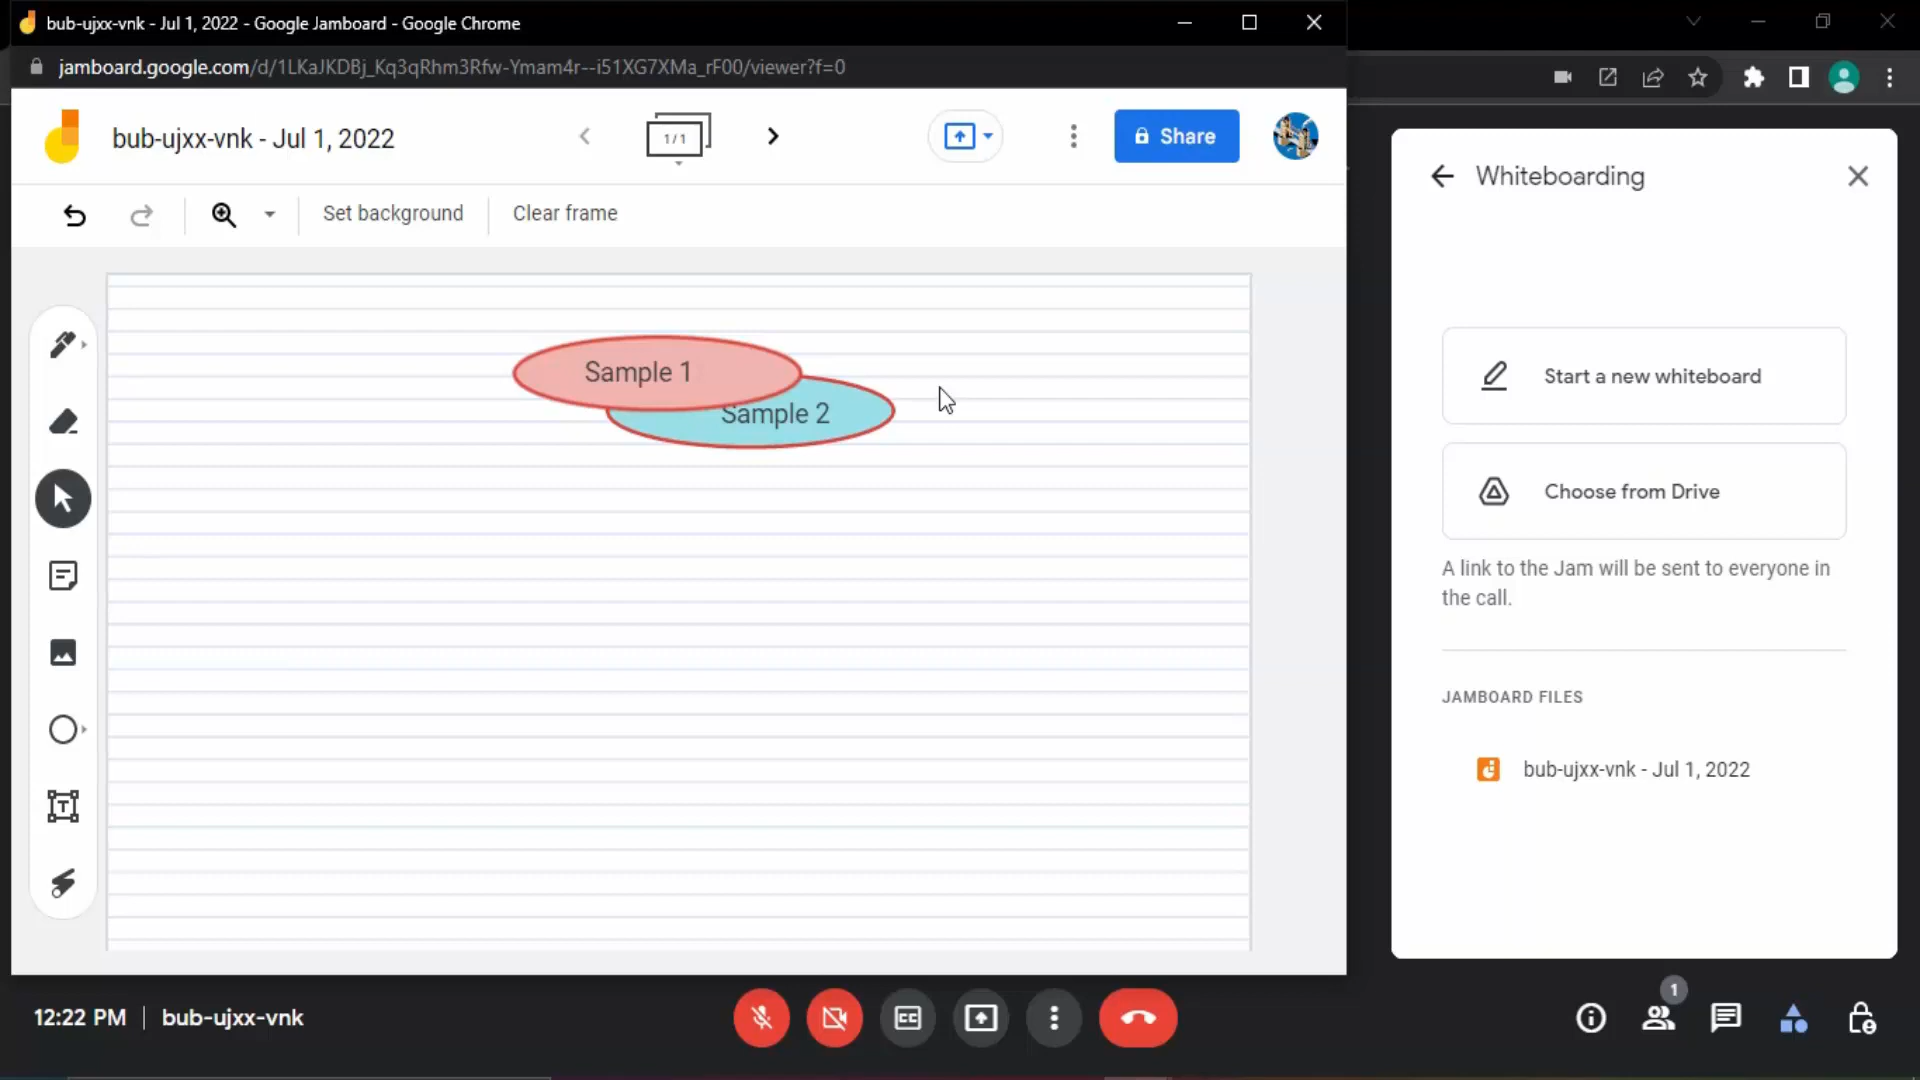 bub-ujxx-vnk - Jul 1, 2022 - Google Jamboard - Google Chrome
jamboard.google.com/d/1LKaJKDBj_Kq3qRhm3Rfw-Ymam4r--i51XG7XMa_rF00/viewer?f=0
bub-ujxx-vnk - Jul 1, 2022
1/1
Share
Set background
Clear frame
Sample 1
Sample 2
Whiteboarding
Start a new whiteboard
Choose from Drive
A link to the Jam will be sent to everyone in
the call.
JAMBOARD FILES
bub-ujxx-vnk - Jul 1, 2022
12:22 PM | bub-ujxx-vnk
CC
1